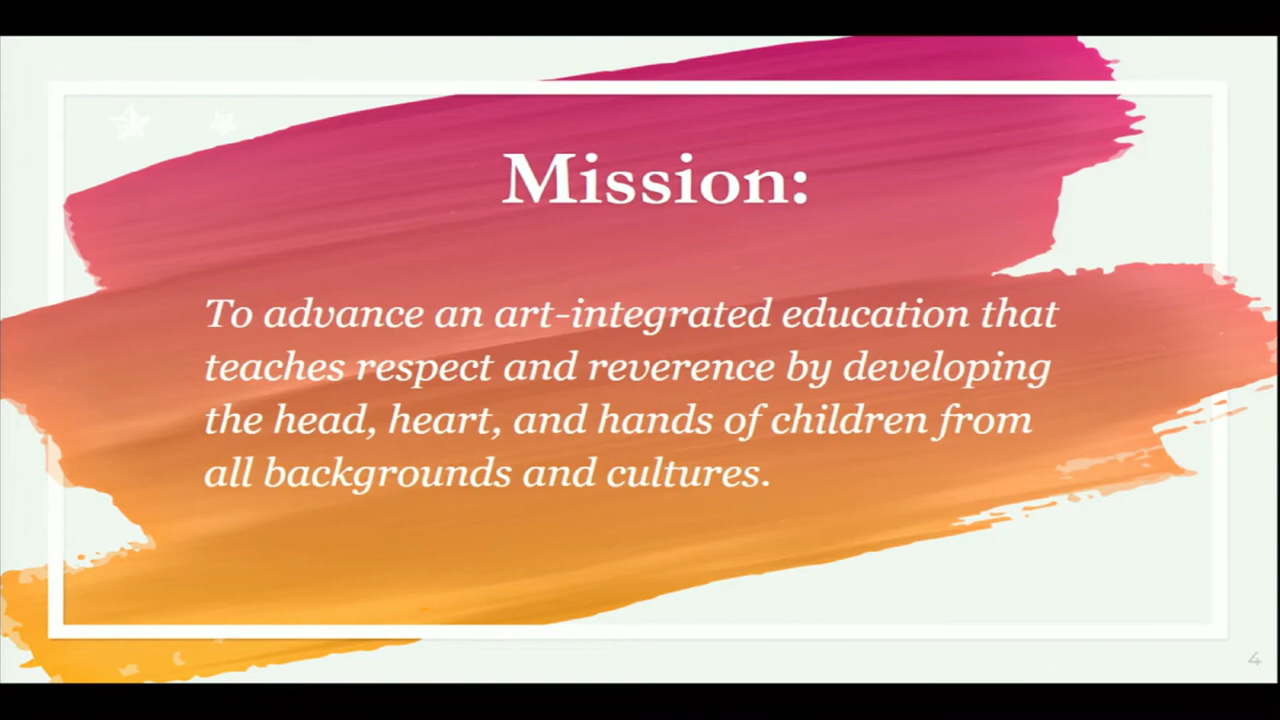 Mission:
To advance an art-integrated education that
teaches respect and reverence by developing
the head, heart, and hands of children from
all backgrounds and cultures.
4